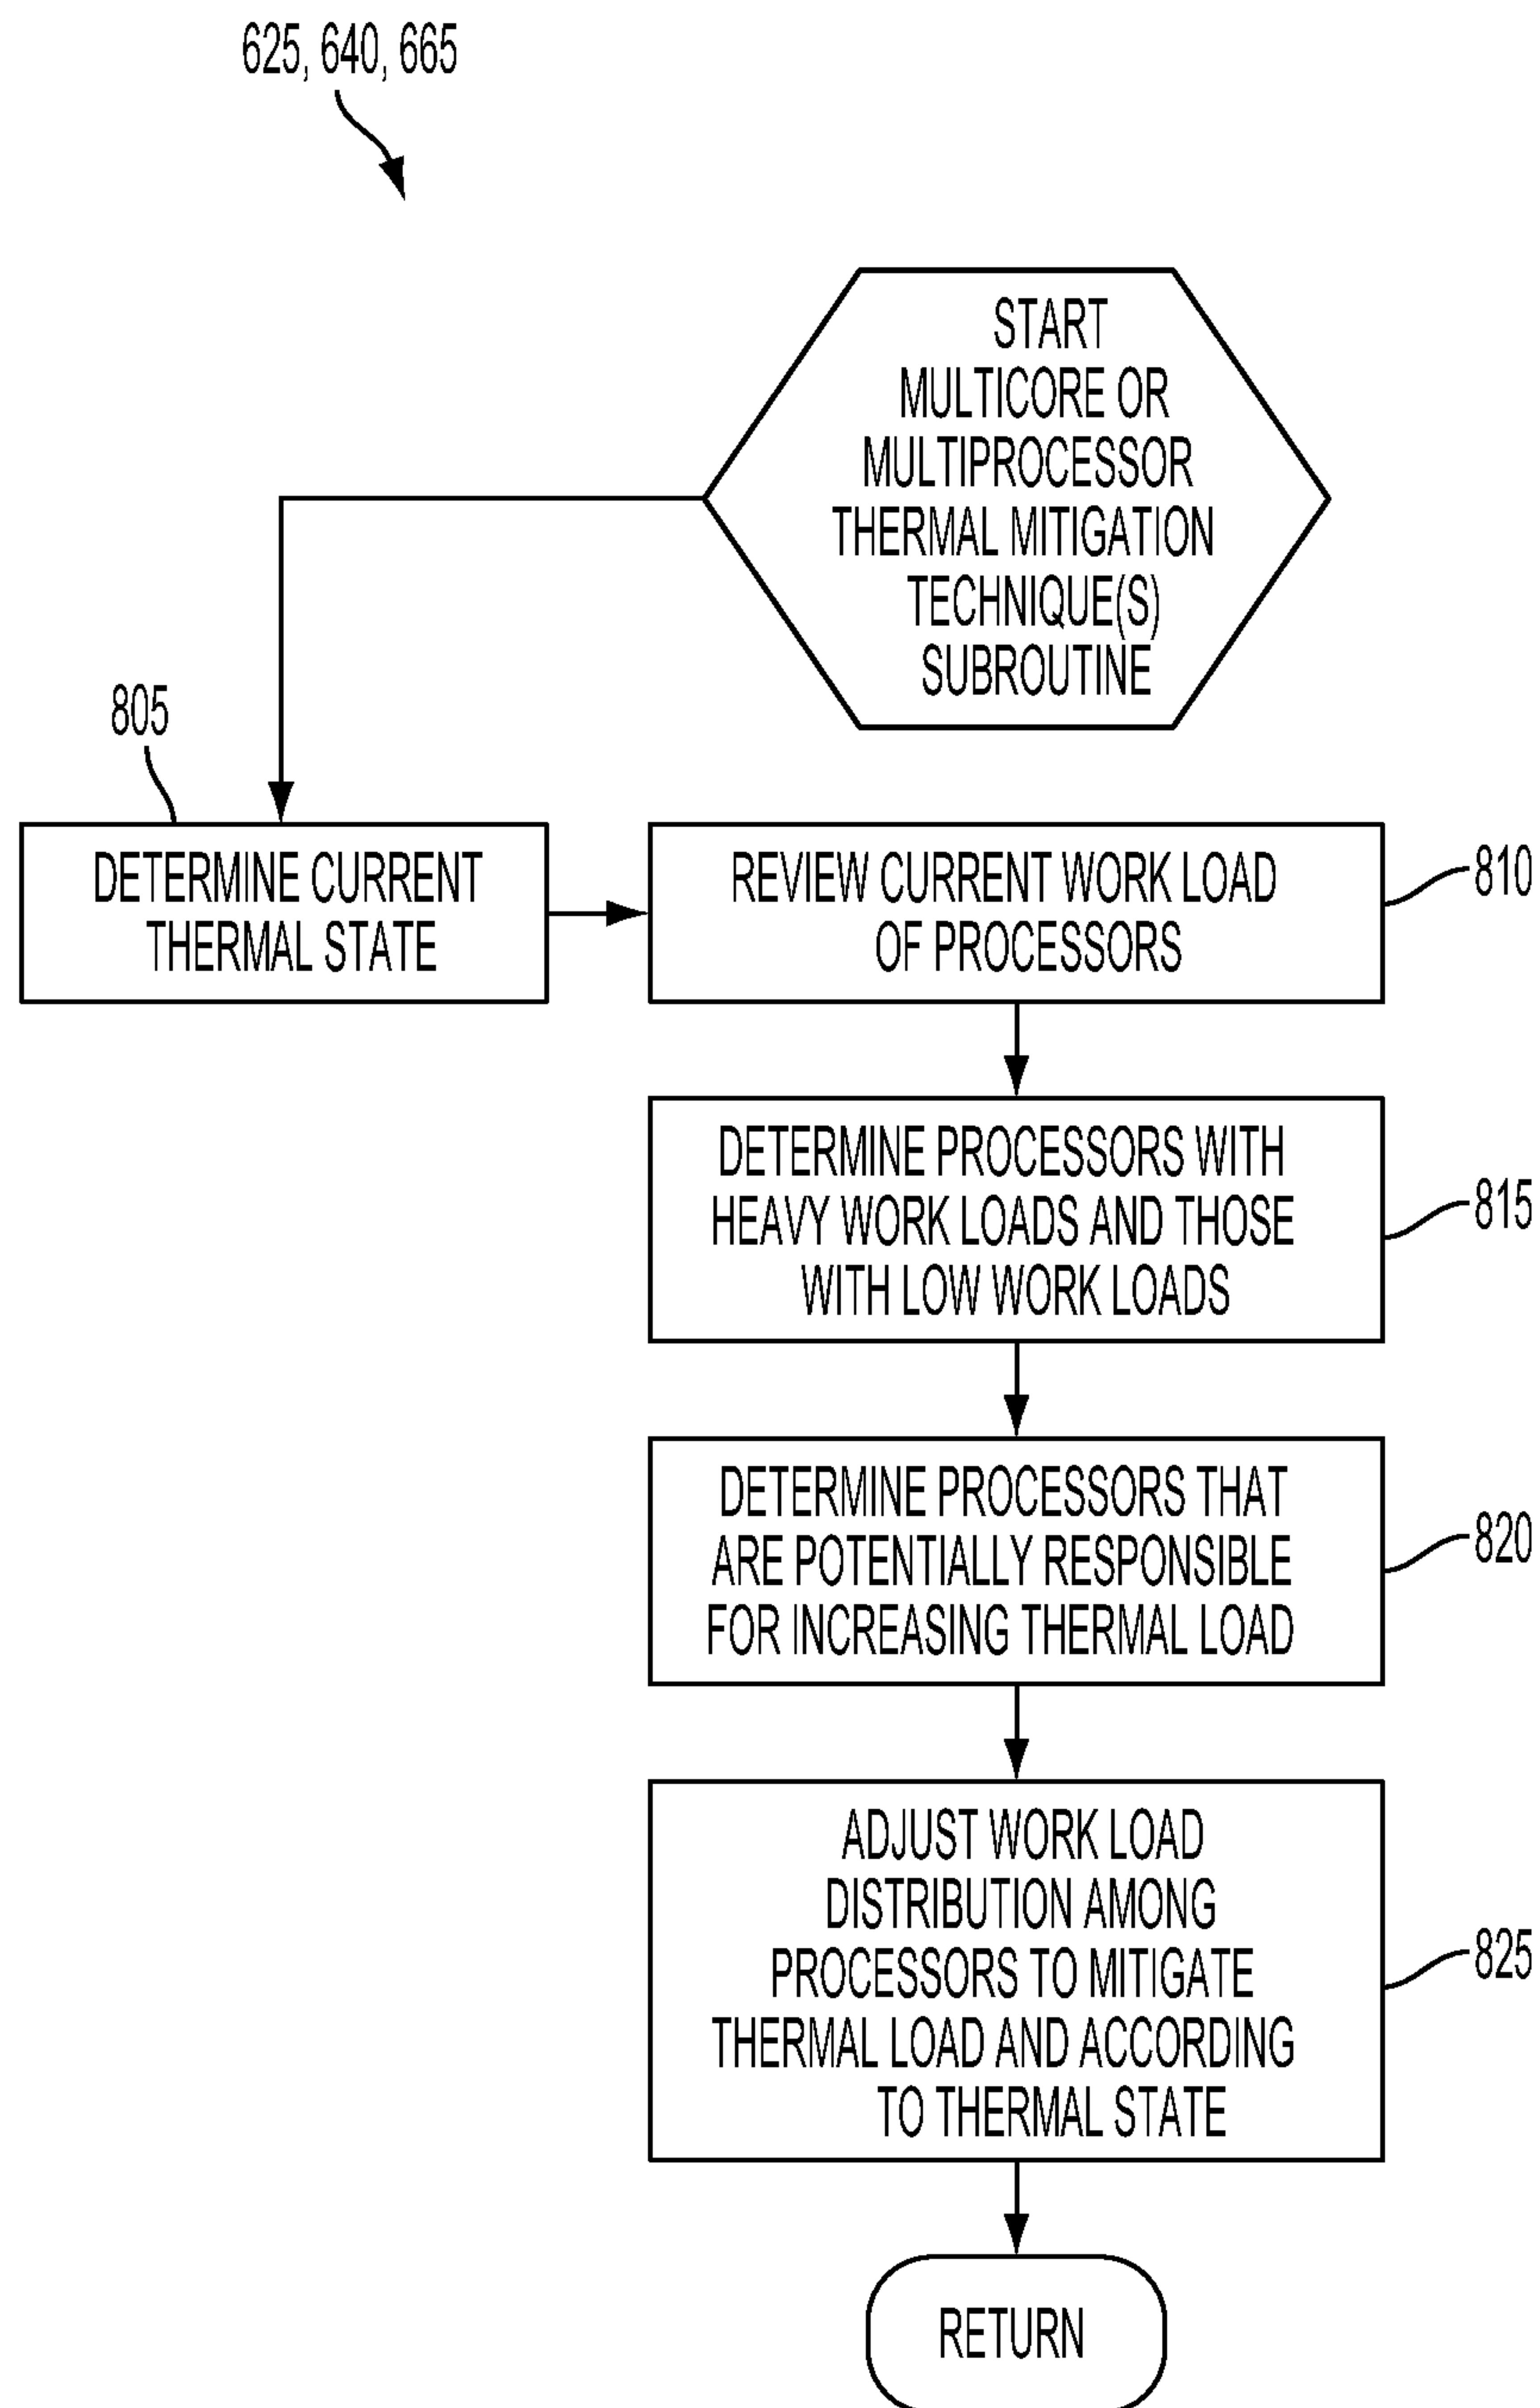 625, 640, 665
START
MULTICORE OR
MULTIPROCESSOR
THERMAL MITIGATION
TECHNIQUE(S)
SUBROUTINE
805
DETERMINE CURRENT
THERMAL STATE
REVIEW CURRENT WORK LOAD
OF PROCESSORS
810
DETERMINE PROCESSORS WITH
HEAVY WORK LOADS AND THOSE
WITH LOW WORK LOADS
815
DETERMINE PROCESSORS THAT
ARE POTENTIALLY RESPONSIBLE
FOR INCREASING THERMAL LOAD
820
ADJUST WORK LOAD
DISTRIBUTION AMONG
PROCESSORS TO MITIGATE
THERMAL LOAD AND ACCORDING
TO THERMAL STATE
825
RETURN